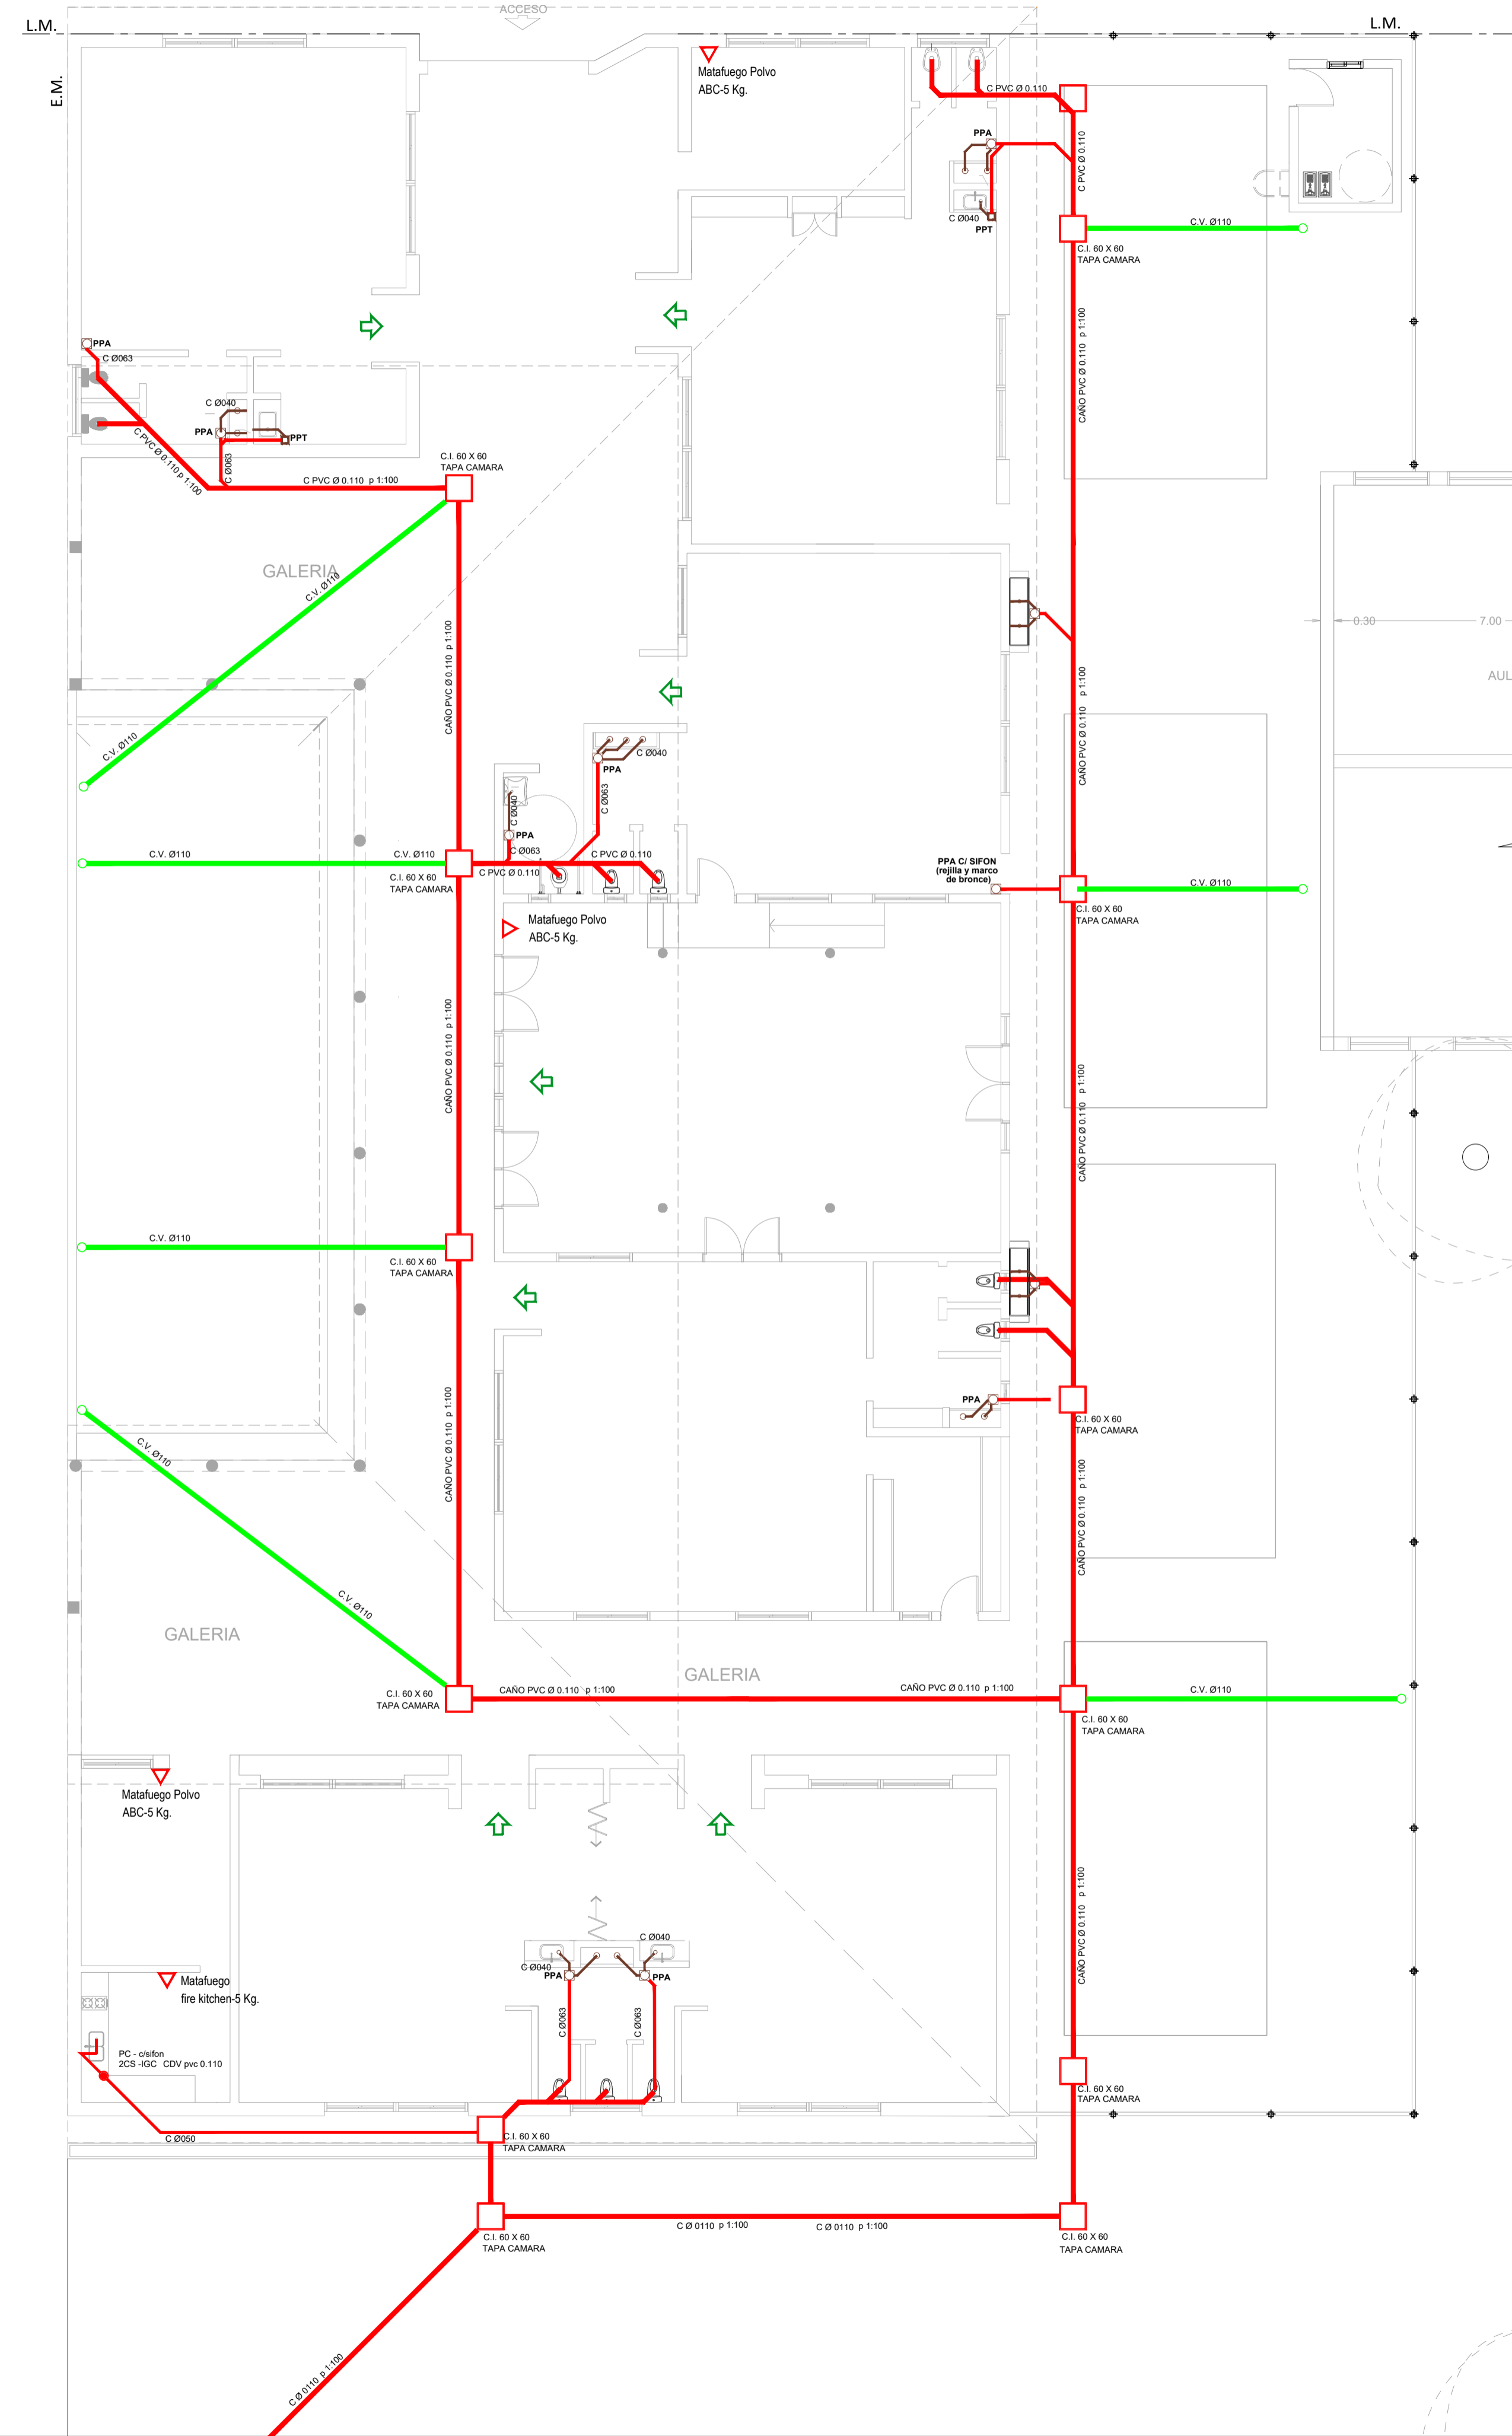 ACCESO
L.M.
L.M.
E.M.
Matafuego Polvo
ABC-5 Kg.
C PVC Ø 0.110
C PVC Ø 0.110
PPA
C Ø040
PPT
C.V. Ø110
C.I. 60 X 60
TAPA CAMARA
CAÑO PVC Ø 0.110 p 1:100
PPA
C Ø063
C Ø040
PPA
PPT
C Ø063
C PVC Ø 0.110 p 1:100
C PVC Ø 0.110 p 1:100
C.I. 60 X 60
TAPA CAMARA
GALERIA
C.V. Ø110
C.V. Ø110
0.30
7.00
AUL
CAÑO PVC Ø 0.110 p 1:100
CAÑO PVC Ø 0.110 p 1:100
C Ø040
PPA
C Ø063
C Ø040
PPA
C Ø063
C PVC Ø 0.110
C PVC Ø 0.110
C.V. Ø110
C.V. Ø110
C.I. 60 X 60
TAPA CAMARA
PPA C/ SIFON
(rejilla y marco
de bronce)
C.V. Ø110
C.I. 60 X 60
TAPA CAMARA
Matafuego Polvo
ABC-5 Kg.
CAÑO PVC Ø 0.110 p 1:100
CAÑO PVC Ø 0.110 p 1:100
C.V. Ø110
C.I. 60 X 60
TAPA CAMARA
PPA
C.I. 60 X 60
TAPA CAMARA
CAÑO PVC Ø 0.110 p 1:100
C.V. Ø110
CAÑO PVC Ø 0.110 p 1:100
C.V. Ø110
GALERIA
GALERIA
C.I. 60 X 60
TAPA CAMARA
CAÑO PVC Ø 0.110 p 1:100
CAÑO PVC Ø 0.110 p 1:100
C.V. Ø110
C.I. 60 X 60
TAPA CAMARA
Matafuego Polvo
ABC-5 Kg.
CAÑO PVC Ø 0.110 p 1:100
C Ø040
C Ø040
PPA
PPA
Matafuego
fire kitchen-5 Kg.
C Ø063
C Ø063
PC - c/sifon
2CS -IGC CDV pvc 0.110
C.I. 60 X 60
TAPA CAMARA
C Ø050
C.I. 60 X 60
TAPA CAMARA
C Ø 0110 p 1:100
C Ø 0110 p 1:100
C.I. 60 X 60
TAPA CAMARA
C.I. 60 X 60
TAPA CAMARA
C Ø 0110 p 1:100